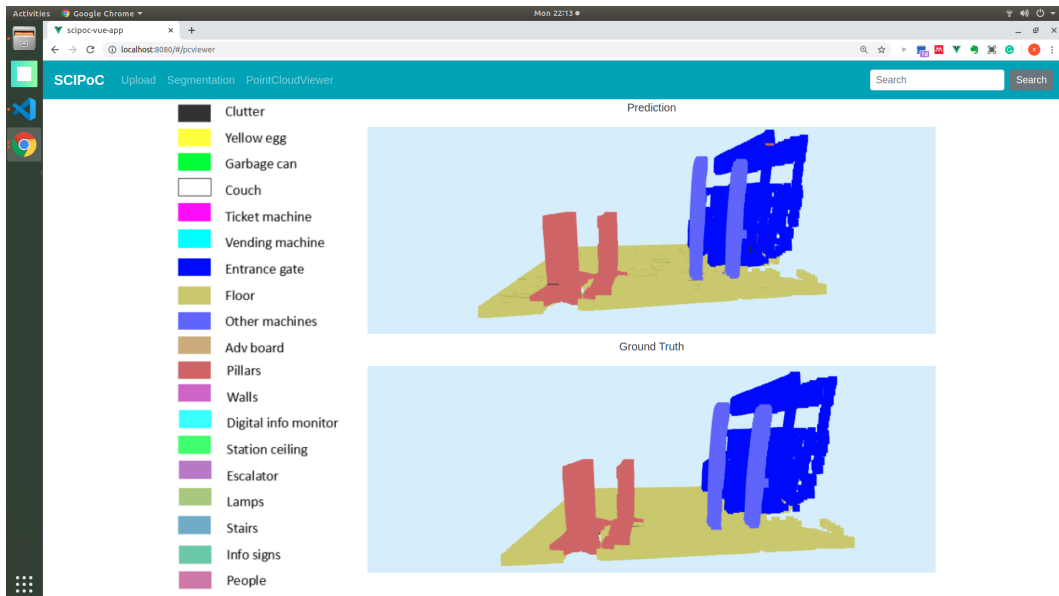 Activities Google Chrome Mon 22:13
scipoc-vue-app
localhost:8080/#/pcviewer
SCIPoC Upload Segmentation PointCloudViewer Search Search
Prediction
Clutter
Yellow egg
Garbage can
Couch
Ticket machine
Vending machine
Entrance gate
Floor
Other machines
Adv board
Pillars
Walls
Digital info monitor
Station ceiling
Escalator
Lamps
Stairs
Info signs
People
Ground Truth